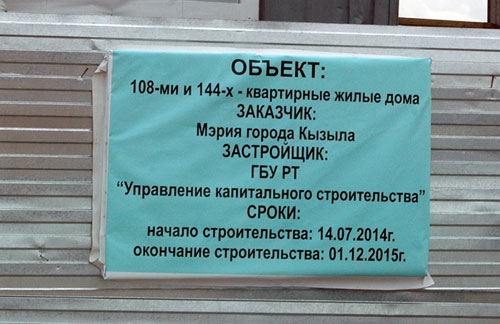 ОБЪЕКТ:
108-ми и 144-х - квартирные жилые дома
ЗАКАЗЧИК:
Мэрия города Кызыла
ЗАСТРОЙЩИК:
ГБУ РТ
“Управление капитального строительства”
СРОКИ:
начало строительства: 14.07.2014г.
окончание строительства: 01.12.2015г.